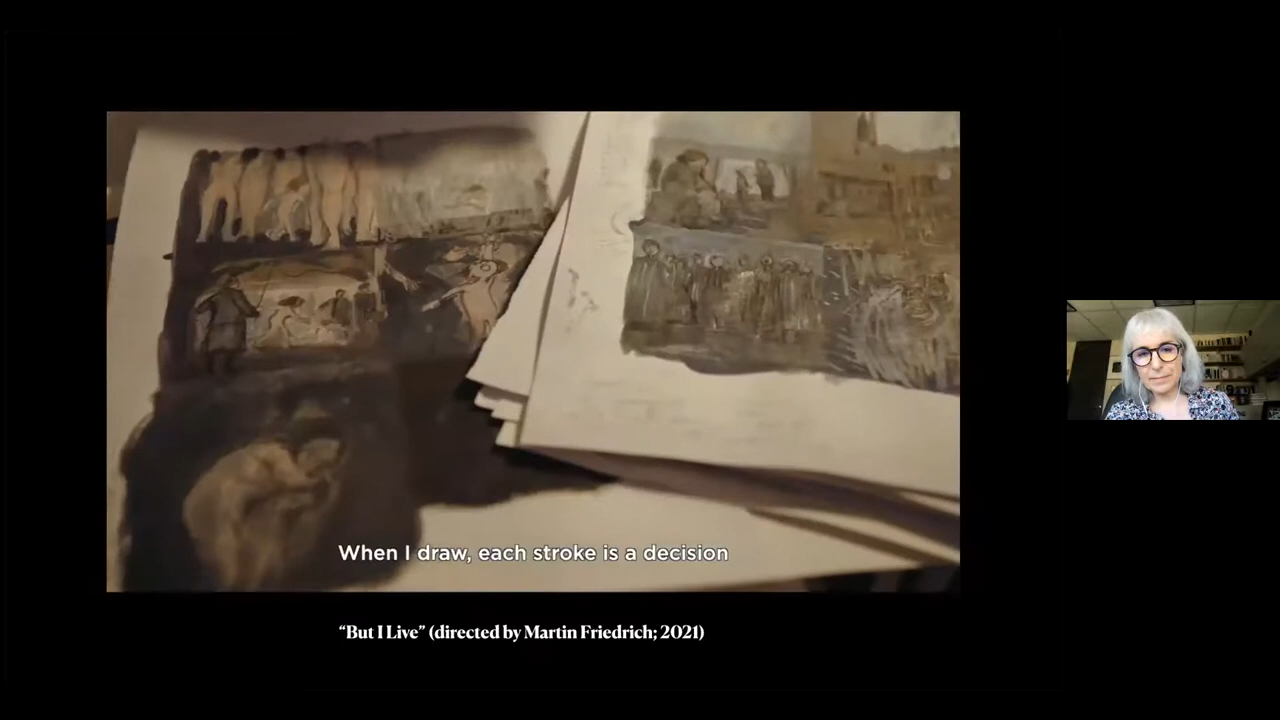 When I draw, each stroke is a decision
“But I Live” (directed by Martin Friedrich; 2021)